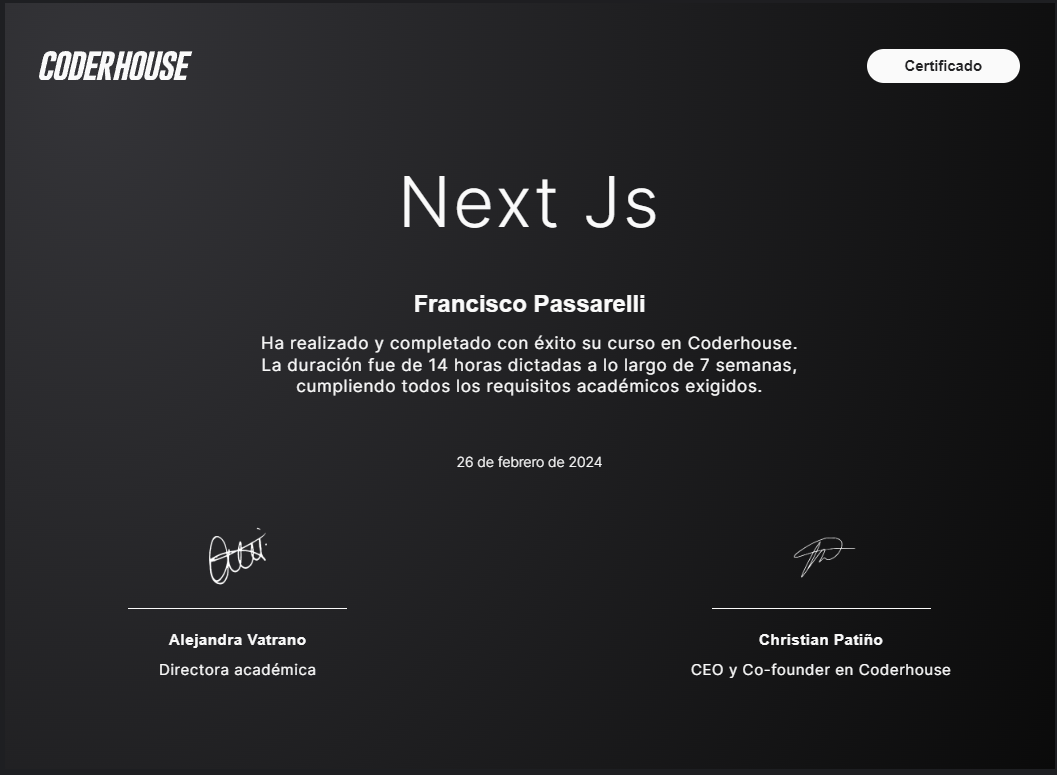 CODERHOUSE
Certificado
Next Js
Francisco Passarelli
Ha realizado y completado con éxito su curso en Coderhouse.
La duración fue de 14 horas dictadas a lo largo de 7 semanas,
cumpliendo todos los requisitos académicos exigidos.
26 de febrero de 2024
Alejandra Vatrano
Directora académica
Christian Patiño
CEO y Co-founder en Coderhouse